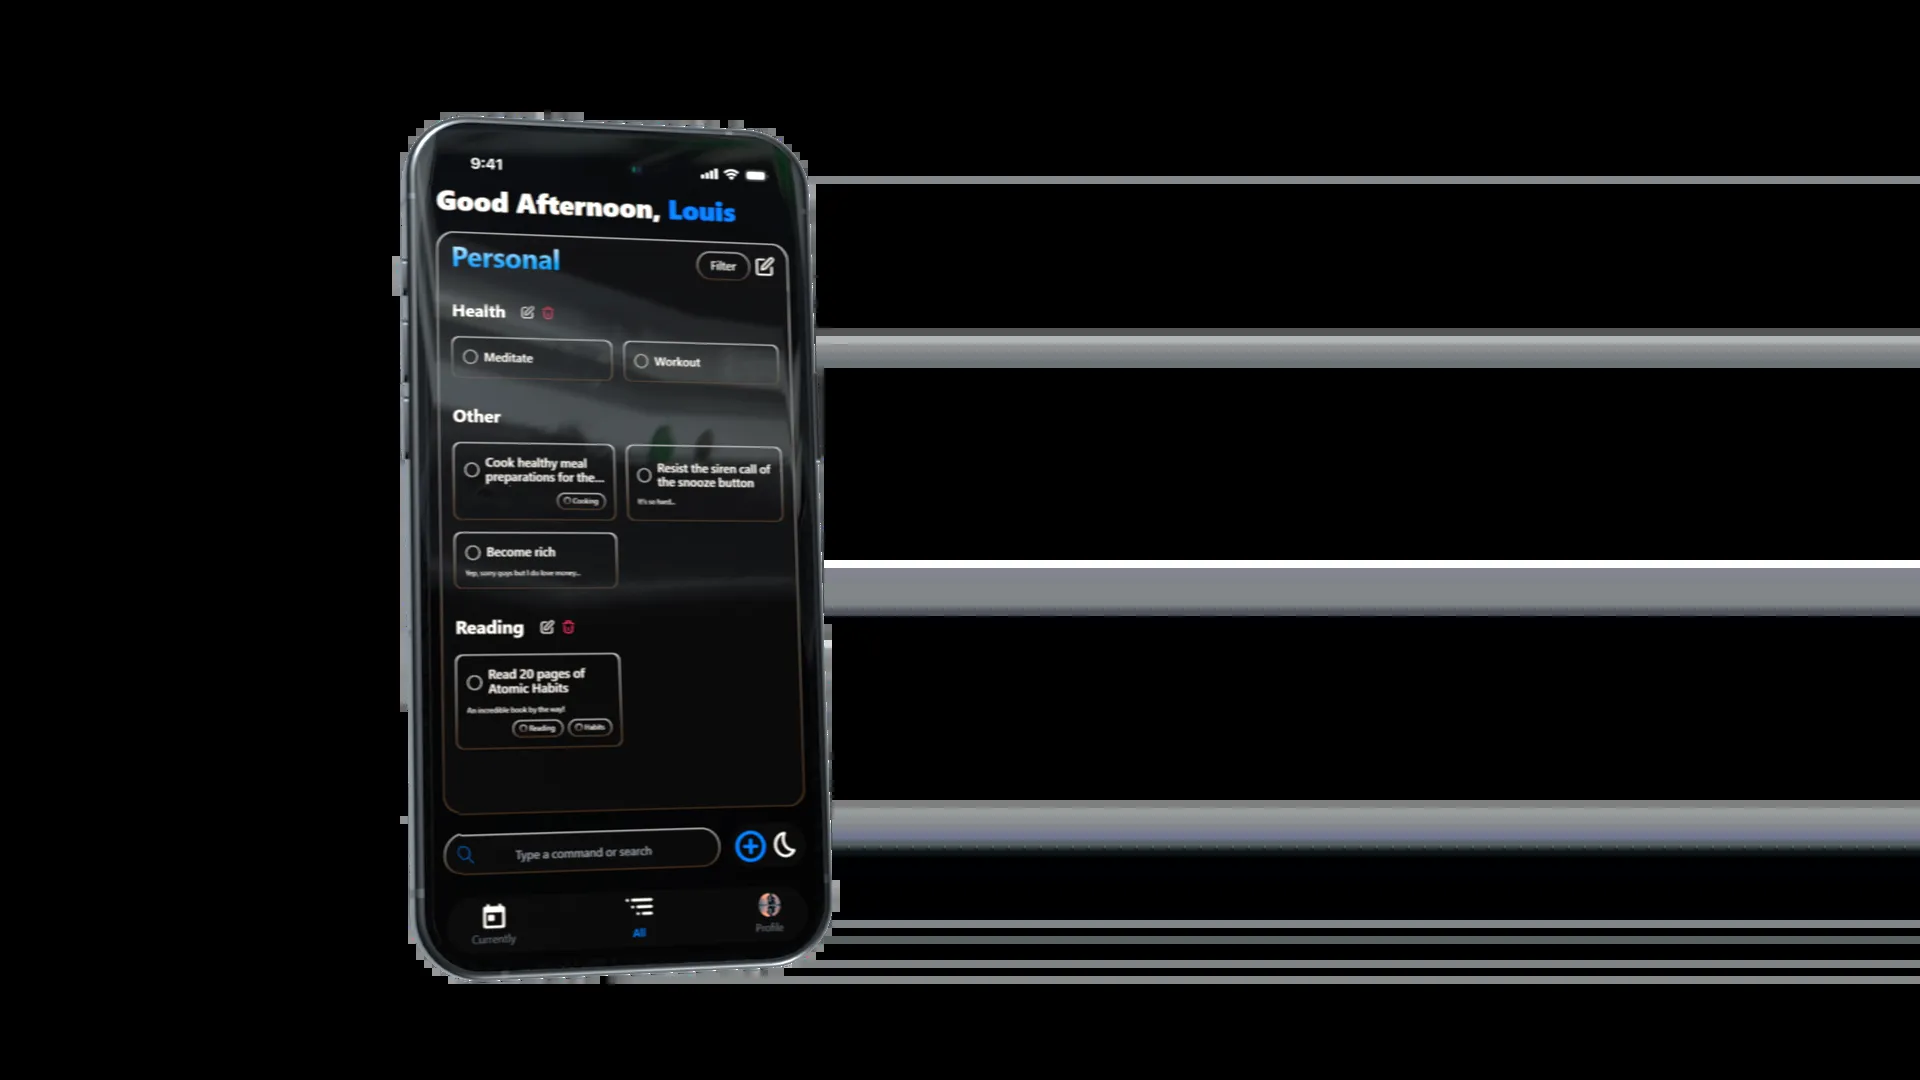 9:41
Good Afternoon, Louis
Personal
Filter
Health
Meditate
Workout
Other
Cook healthy meal
preparations for the...
Cooking
Resist the siren call of
the snooze button
It's so hard...
Become rich
Yep, sorry guys but I do love money...
Reading
Read 20 pages of
Atomic Habits
An incredible book by the way!
Reading
Habits
Type a command or search
Currently
All
Profile